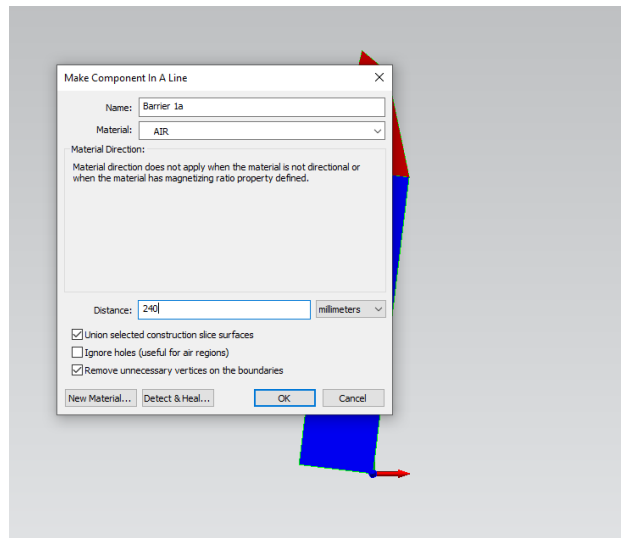 Make Component In A Line
Name: Barrier 1a
Material: AIR
Material Direction:
Material direction does not apply when the material is not directional or
when the material has magnetizing ratio property defined.
Distance: 240 milimeters
Union selected construction slice surfaces
Ignore holes (useful for air regions)
Remove unnecessary vertices on the boundaries
New Material... Detect & Heal... OK Cancel